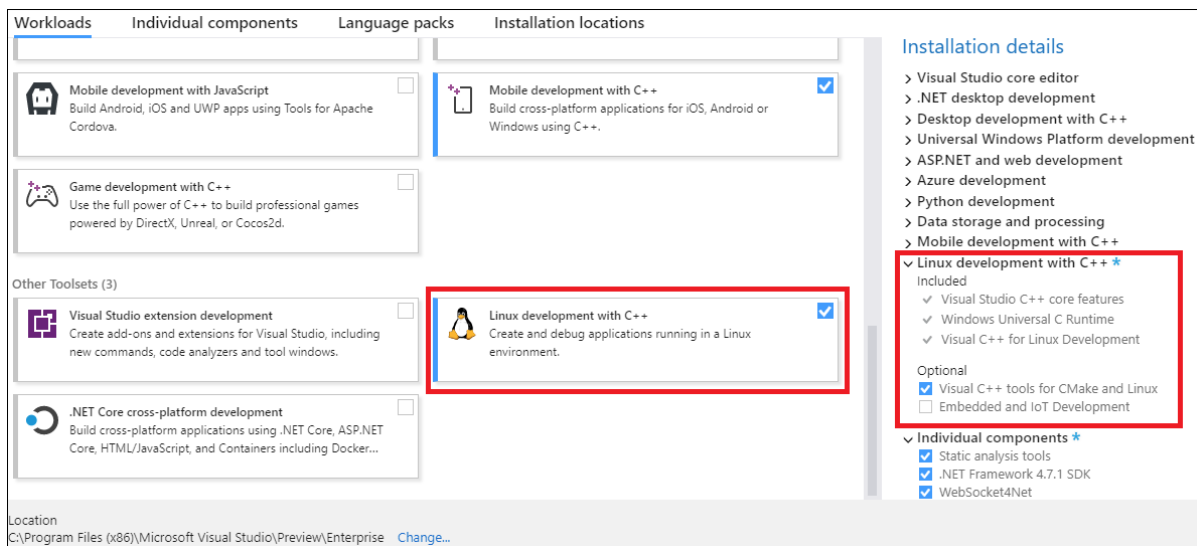 Workloads
Individual components
Language packs
Installation locations
Mobile development with JavaScript
Build Android, iOS and UWP apps using Tools for Apache
Cordova.
Mobile development with C++
Build cross-platform applications for iOS, Android or
Windows using C++.
Game development with C++
Use the full power of C++ to build professional games
powered by DirectX, Unreal, or Cocos2d.
Other Toolsets (3)
Visual Studio extension development
Create add-ons and extensions for Visual Studio, including
new commands, code analyzers and tool windows.
Linux development with C++
Create and debug applications running in a Linux
environment.
.NET Core cross-platform development
Build cross-platform applications using .NET Core, ASP.NET
Core, HTML/JavaScript, and Containers including Docker...
Installation details
Visual Studio core editor
.NET desktop development
Desktop development with C++
Universal Windows Platform development
ASP.NET and web development
Azure development
Python development
Data storage and processing
Mobile development with C++
Linux development with C++ *
Included
Visual Studio C++ core features
Windows Universal C Runtime
Visual C++ for Linux Development
Optional
Visual C++ tools for CMake and Linux
Embedded and IoT Development
Individual components *
Static analysis tools
.NET Framework 4.7.1 SDK
WebSocket4Net
Location
C:\Program Files (x86)\Microsoft Visual Studio\Preview\Enterprise Change...